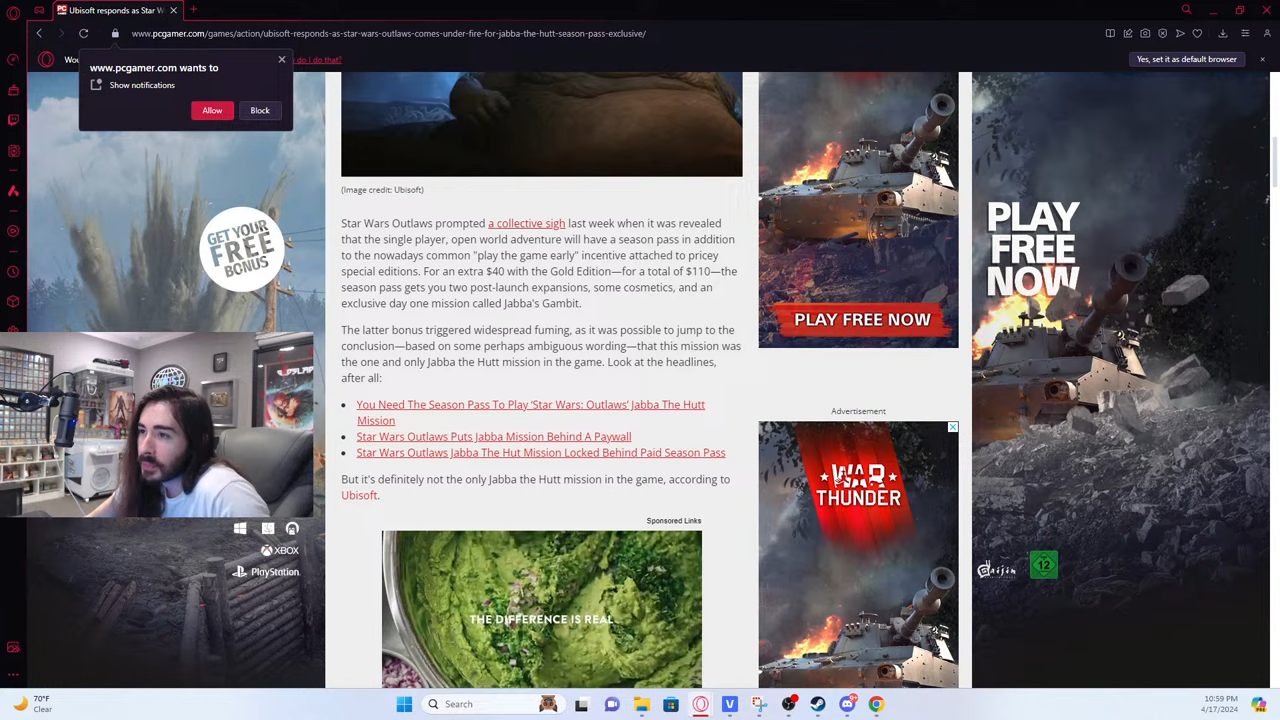 Ubisoft responds as Star W
www.pcgamer.com/games/action/ubisoft-responds-as-star-wars-outlaws-comes-under-fire-for-jabba-the-hutt-season-pass-exclusive/
Wou
do I do that?
Yes, set it as default browser
www.pcgamer.com wants to
Show notifications
Allow
Block
(Image credit: Ubisoft)
Star Wars Outlaws prompted a collective sigh last week when it was revealed
that the single player, open world adventure will have a season pass in addition
to the nowadays common "play the game early" incentive attached to pricey
special editions. For an extra $40 with the Gold Edition—for a total of $110—the
season pass gets you two post-launch expansions, some cosmetics, and an
exclusive day one mission called Jabba's Gambit.
The latter bonus triggered widespread fuming, as it was possible to jump to the
conclusion—based on some perhaps ambiguous wording—that this mission was
the one and only Jabba the Hutt mission in the game. Look at the headlines,
after all:
• You Need The Season Pass To Play ‘Star Wars: Outlaws’ Jabba The Hutt
Mission
• Star Wars Outlaws Puts Jabba Mission Behind A Paywall
• Star Wars Outlaws Jabba The Hut Mission Locked Behind Paid Season Pass
But it's definitely not the only Jabba the Hutt mission in the game, according to
Ubisoft.
Sponsored Links
THE DIFFERENCE IS REAL.
GET YOUR
FREE
BONUS
XBOX
PlayStation
PLAY FREE NOW
Advertisement
WAR
THUNDER
PLAY
FREE
NOW
12
70°F
Clear
Search
10:59 PM
4/17/2024